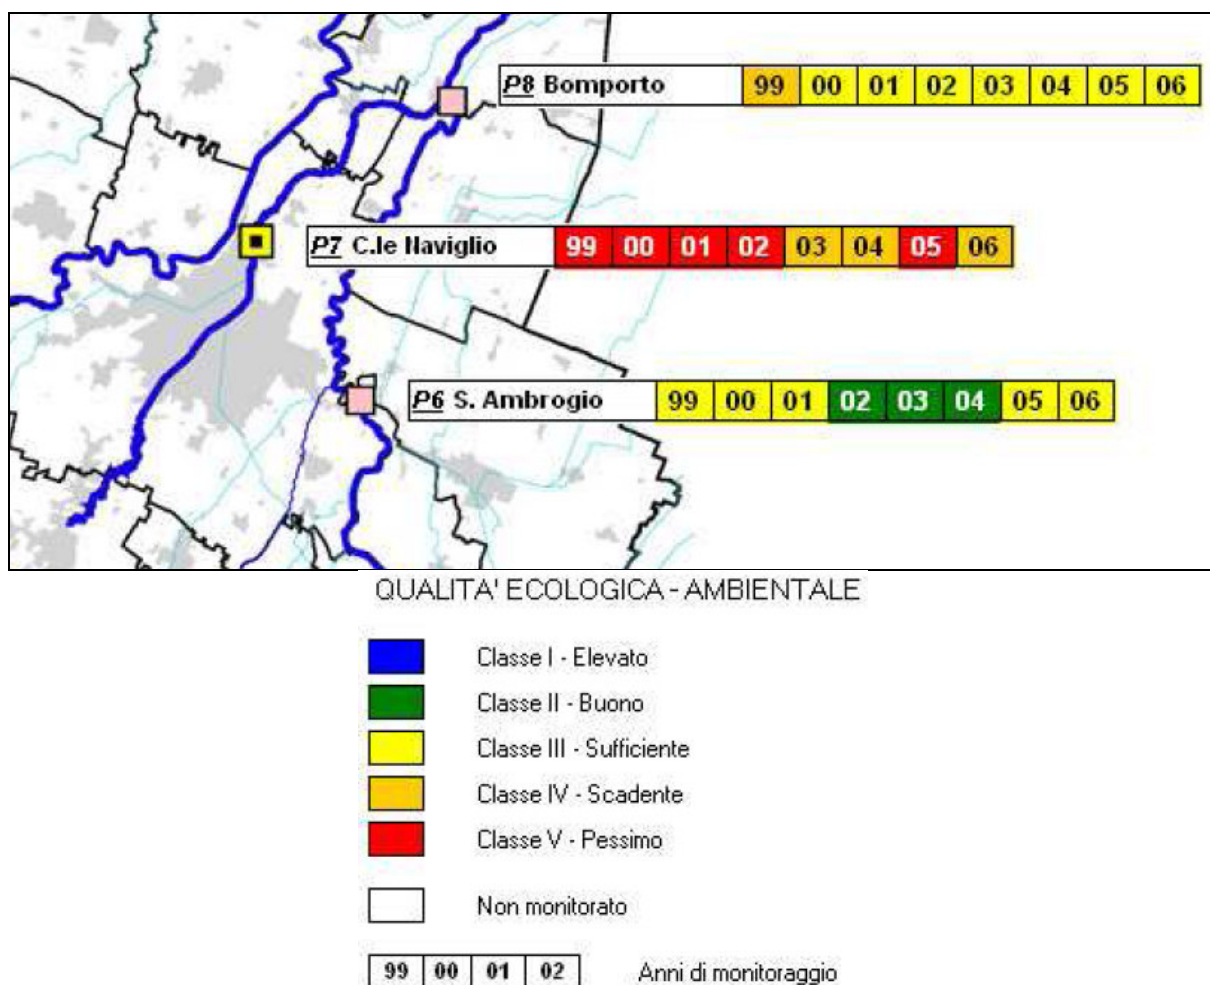 P8 Bomporto 99 00 01 02 03 04 05 06
P7 C.le Naviglio 99 00 01 02 03 04 05 06
P6 S. Ambrogio 99 00 01 02 03 04 05 06
QUALITA' ECOLOGICA - AMBIENTALE
Classe I - Elevato
Classe II - Buono
Classe III - Sufficiente
Classe IV - Scadente
Classe V - Pessimo
Non monitorato
99 00 01 02 Anni di monitoraggio